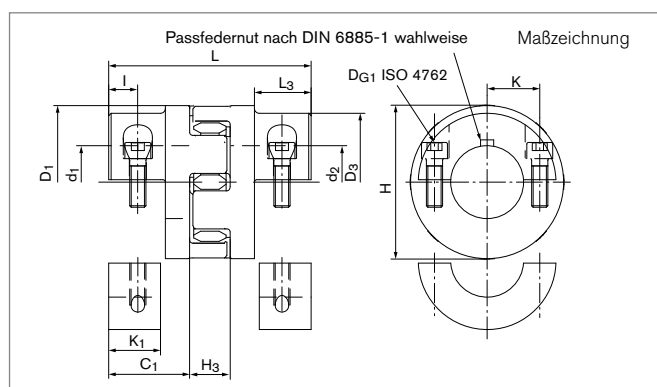 Passfedernut nach DIN 6885-1 wahlweise
Maßzeichnung
L
I
L3
DG1 ISO 4762
K
D1
d1
d2
D3
H
K1
C1
H3